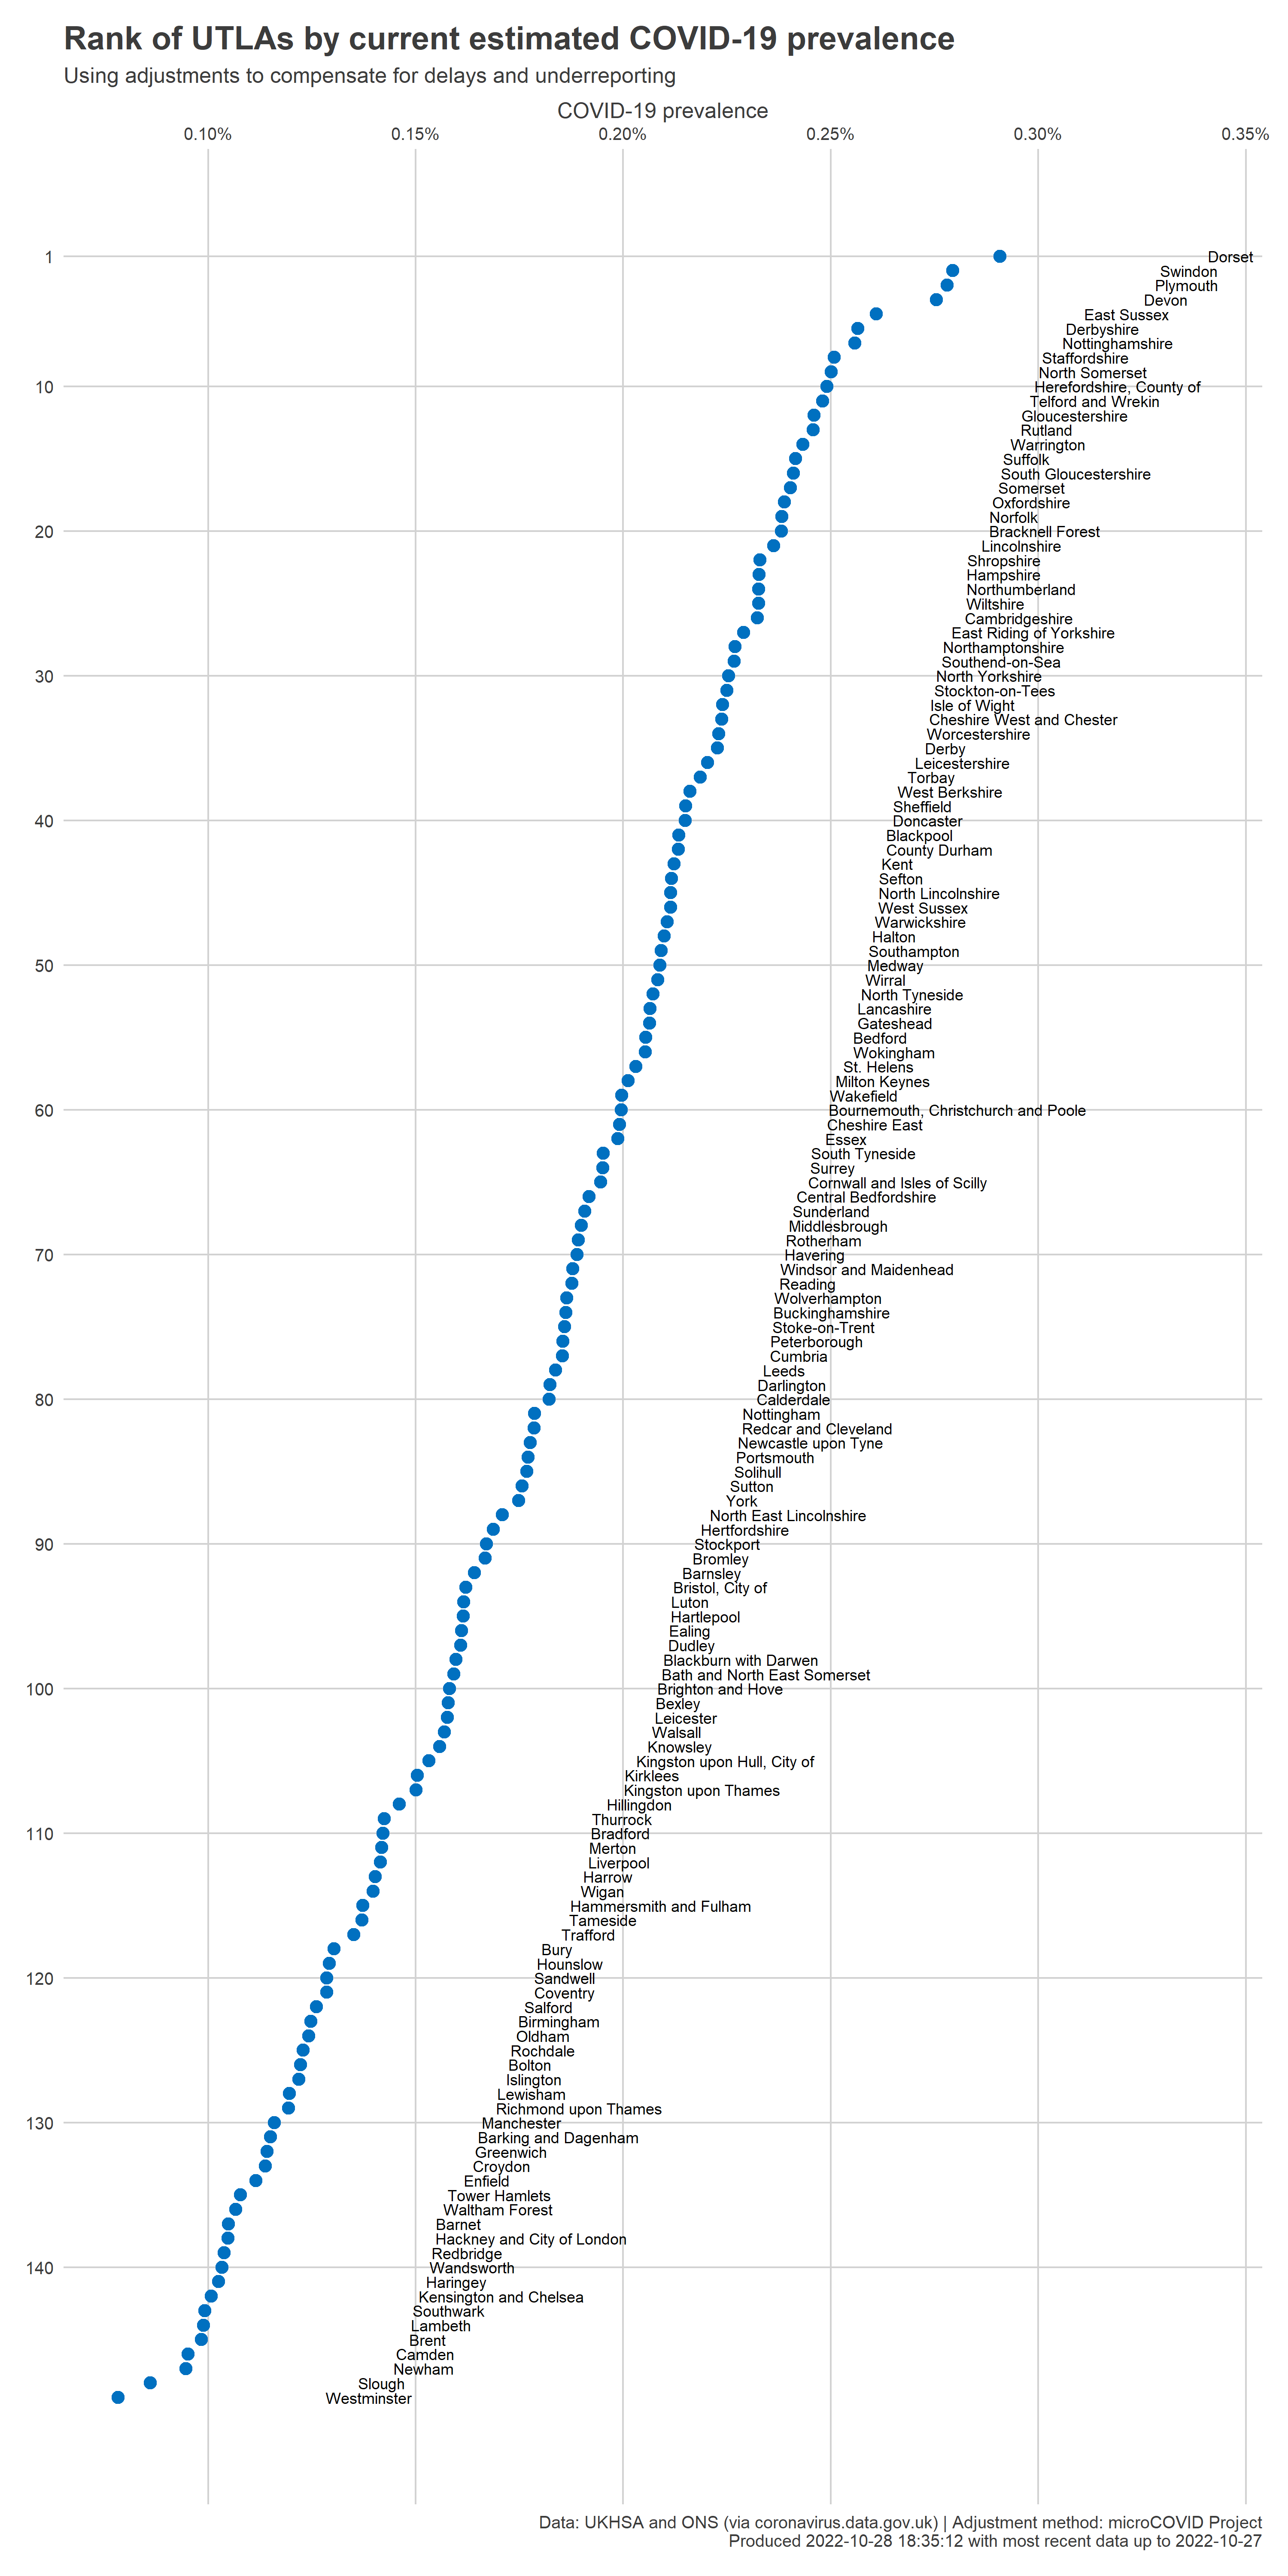 Rank of UTLAs by current estimated COVID-19 prevalence
Using adjustments to compensate for delays and underreporting
COVID-19 prevalence
0.10% 0.15% 0.20% 0.25% 0.30% 0.35%
1 Dorset
Swindon
Plymouth
Devon
East Sussex
Derbyshire
Nottinghamshire
Staffordshire
North Somerset
10 Herefordshire, County of
Telford and Wrekin
Gloucestershire
Rutland
Warrington
Suffolk
South Gloucestershire
Somerset
Oxfordshire
Norfolk
20 Bracknell Forest
Lincolnshire
Shropshire
Hampshire
Northumberland
Wiltshire
Cambridgeshire
East Riding of Yorkshire
Northamptonshire
Southend-on-Sea
30 North Yorkshire
Stockton-on-Tees
Isle of Wight
Cheshire West and Chester
Worcestershire
Derby
Leicestershire
Torbay
West Berkshire
Sheffield
40 Doncaster
Blackpool
County Durham
Kent
Sefton
North Lincolnshire
West Sussex
Warwickshire
Halton
Southampton
50 Medway
Wirral
North Tyneside
Lancashire
Gateshead
Bedford
Wokingham
St. Helens
Milton Keynes
Wakefield
60 Bournemouth, Christchurch and Poole
Cheshire East
Essex
South Tyneside
Surrey
Cornwall and Isles of Scilly
Central Bedfordshire
Sunderland
Middlesbrough
Rotherham
70 Havering
Windsor and Maidenhead
Reading
Wolverhampton
Buckinghamshire
Stoke-on-Trent
Peterborough
Cumbria
Leeds
Darlington
80 Calderdale
Nottingham
Redcar and Cleveland
Newcastle upon Tyne
Portsmouth
Solihull
Sutton
York
North East Lincolnshire
Hertfordshire
90 Stockport
Bromley
Barnsley
Bristol, City of
Luton
Hartlepool
Ealing
Dudley
Blackburn with Darwen
Bath and North East Somerset
100 Brighton and Hove
Bexley
Leicester
Walsall
Knowsley
Kingston upon Hull, City of
Kirklees
Kingston upon Thames
Hillingdon
Thurrock
110 Bradford
Merton
Liverpool
Harrow
Wigan
Hammersmith and Fulham
Tameside
Trafford
Bury
Hounslow
120 Sandwell
Coventry
Salford
Birmingham
Oldham
Rochdale
Bolton
Islington
Lewisham
Richmond upon Thames
130 Manchester
Barking and Dagenham
Greenwich
Croydon
Enfield
Tower Hamlets
Waltham Forest
Barnet
Hackney and City of London
Redbridge
140 Wandsworth
Haringey
Kensington and Chelsea
Southwark
Lambeth
Brent
Camden
Newham
Slough
Westminster
Data: UKHSA and ONS (via coronavirus.data.gov.uk) | Adjustment method: microCOVID Project
Produced 2022-10-28 18:35:12 with most recent data up to 2022-10-27